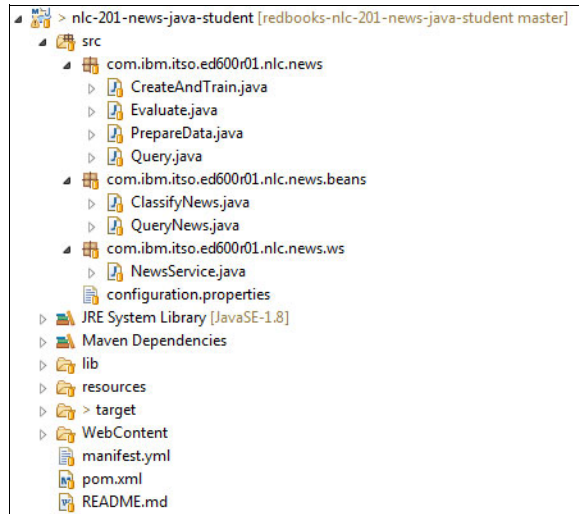 > nlc-201-news-java-student [redbooks-nlc-201-news-java-student master]
src
com.ibm.itso.ed600r01.nlc.news
CreateAndTrain.java
Evaluate.java
PrepareData.java
Query.java
com.ibm.itso.ed600r01.nlc.news.beans
ClassifyNews.java
QueryNews.java
com.ibm.itso.ed600r01.nlc.news.ws
NewsService.java
configuration.properties
JRE System Library [JavaSE-1.8]
Maven Dependencies
lib
resources
> target
WebContent
manifest.yml
pom.xml
README.md